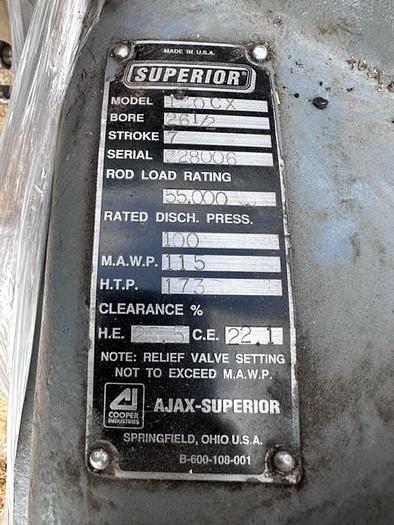 MADE IN U.S.A.
SUPERIOR®
MODEL
BORE 26 1/2
STROKE 7
SERIAL 28006
ROD LOAD RATING
55,000
RATED DISCH. PRESS.
100
M.A.W.P. 115
H.T.P. 173
CLEARANCE %
H.E. C.E. 22.1
NOTE: RELIEF VALVE SETTING
NOT TO EXCEED M.A.W.P.
COOPER
INDUSTRIES
AJAX-SUPERIOR
SPRINGFIELD, OHIO U.S.A.
B-600-108-001